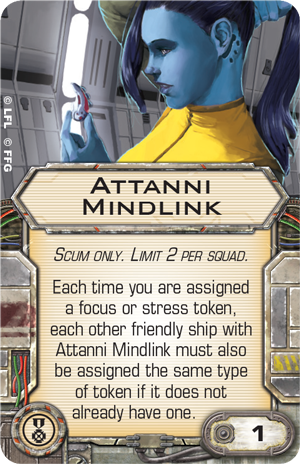 © LFL © FFG
ATTANNI
MINDLINK
SCUM ONLY. LIMIT 2 PER SQUAD.
Each time you are assigned
a focus or stress token,
each other friendly ship with
Attanni Mindlink must also
be assigned the same type
of token if it does not
already have one.
1